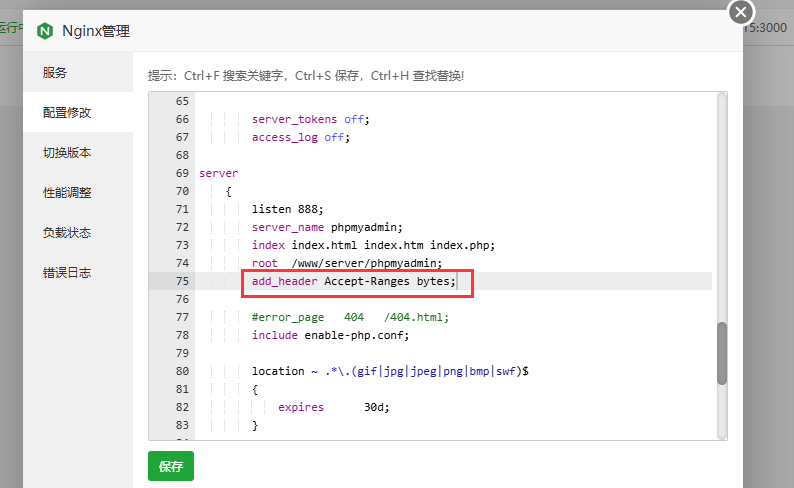 运行中
Nginx管理
5:3000
服务
配置修改
切换版本
性能调整
负载状态
错误日志
提示：Ctrl+F 搜索关键字，Ctrl+S 保存，Ctrl+H 查找替换!
65
66 server_tokens off;
67 access_log off;
68
69 server
70 {
71 listen 888;
72 server_name phpmyadmin;
73 index index.html index.htm index.php;
74 root  /www/server/phpmyadmin;
75 add_header Accept-Ranges bytes;
76
77 #error_page   404   /404.html;
78 include enable-php.conf;
79
80 location ~ .*\.(gif|jpg|jpeg|png|bmp|swf)$
81 {
82 expires      30d;
83 }
保存